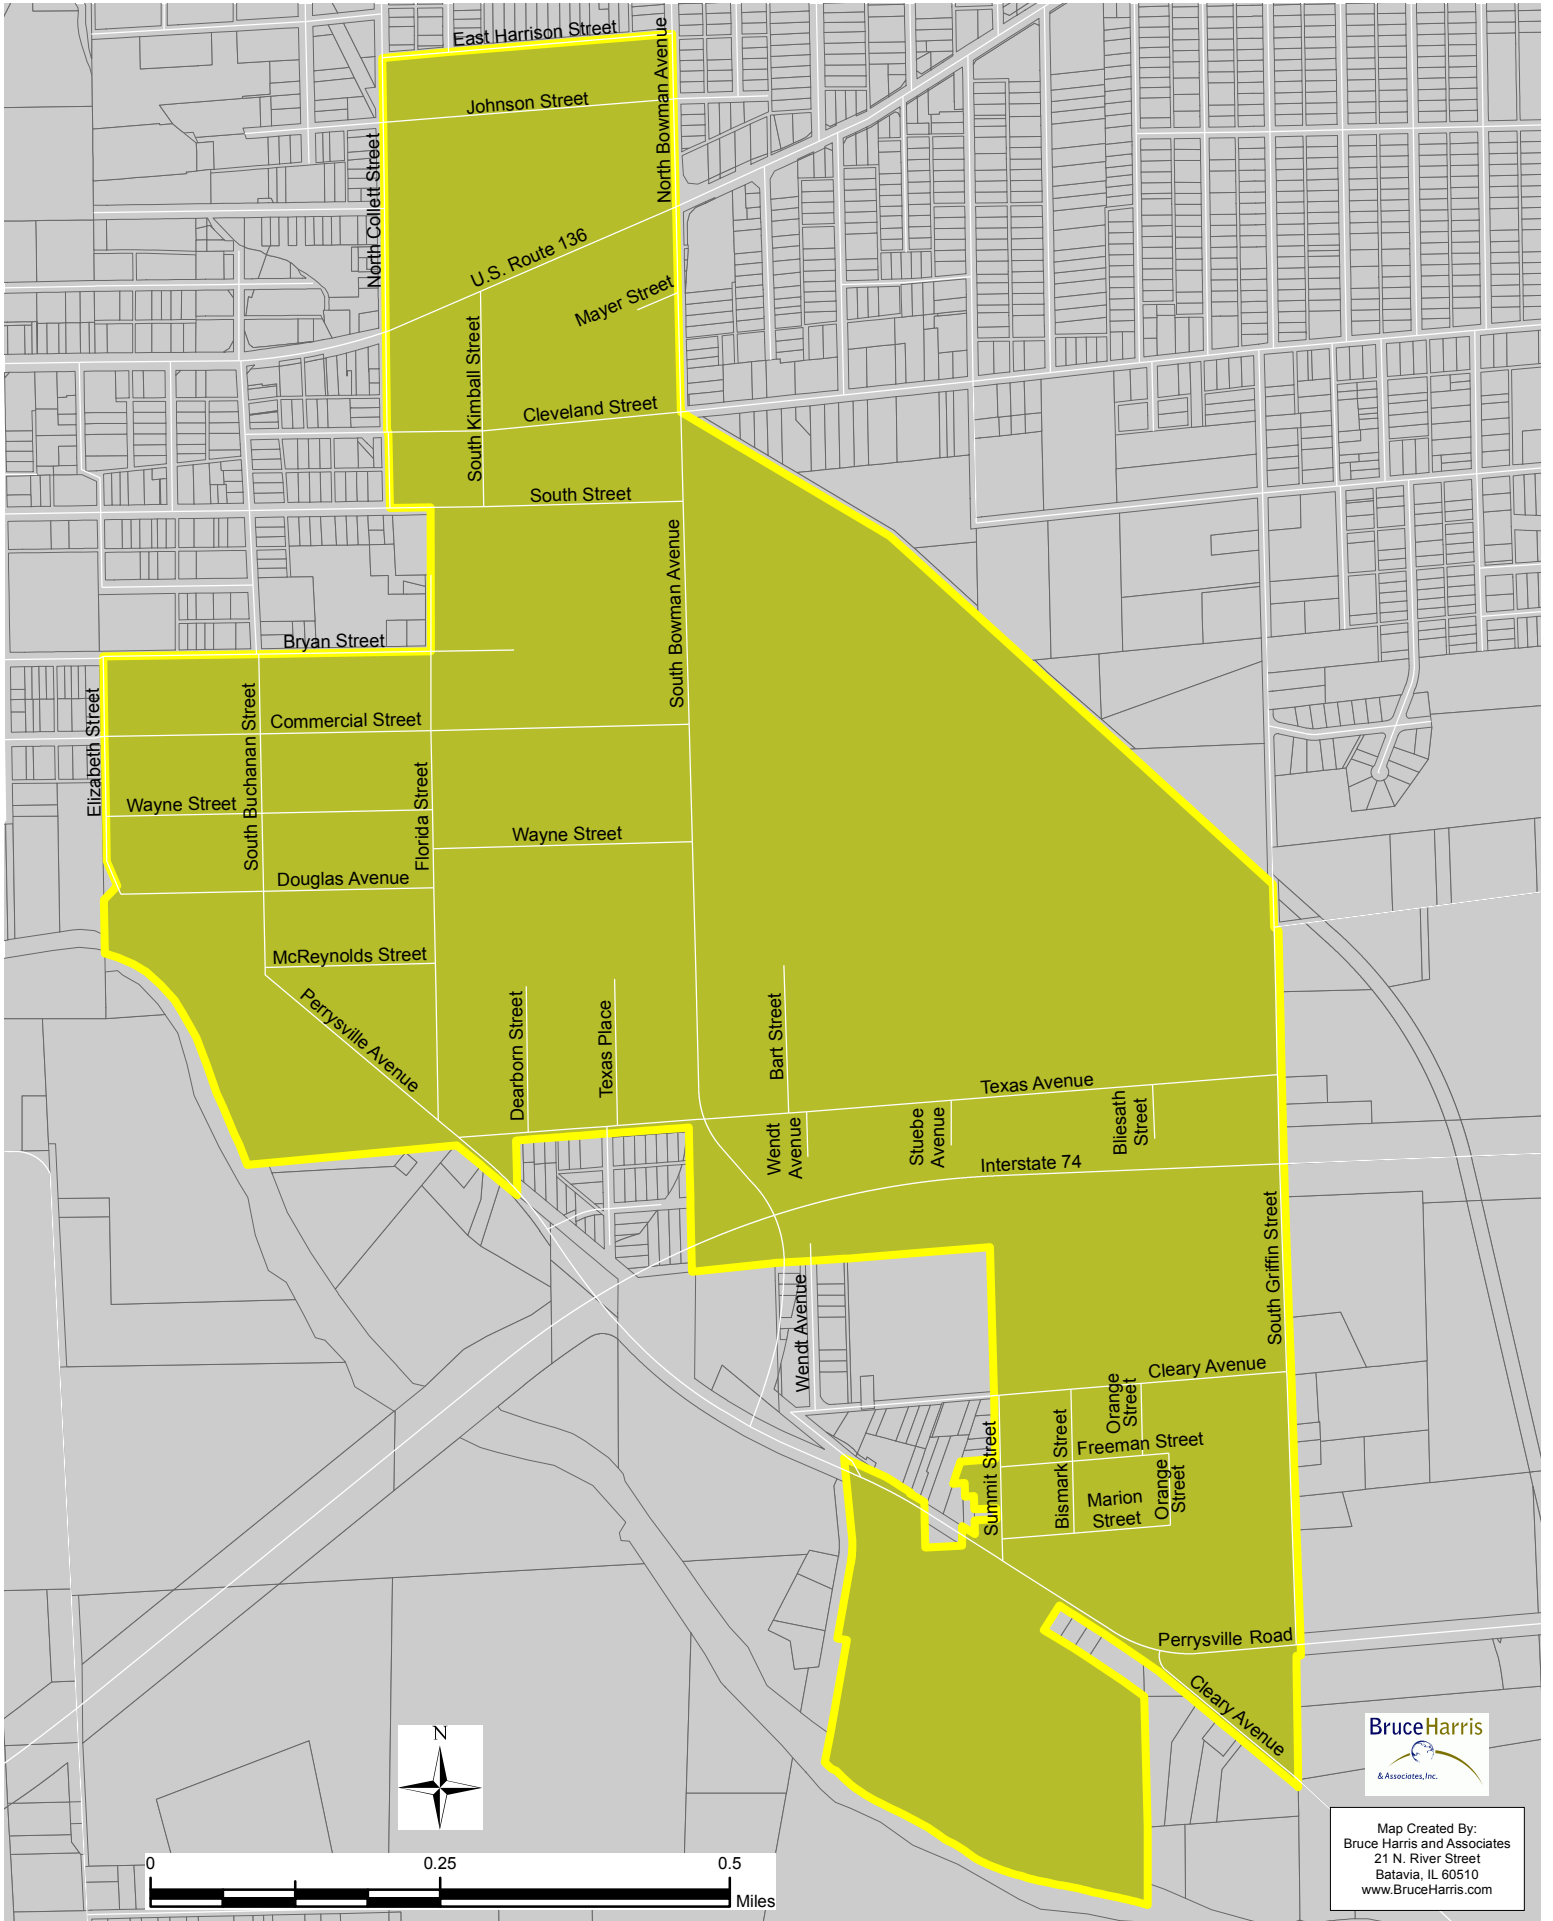 East Harrison Street
North Bowman Avenue
Johnson Street
North Collett Street
U.S. Route 136
Mayer Street
South Kimball Street
Cleveland Street
South Street
South Bowman Avenue
Bryan Street
Elizabeth Street
South Buchanan Street
Commercial Street
Florida Street
Wayne Street
Wayne Street
Douglas Avenue
McReynolds Street
Perrysville Avenue
Dearborn Street
Texas Place
Bart Street
Texas Avenue
Wendt
Avenue
Stuebe
Avenue
Bliesath
Street
Interstate 74
South Griffin Street
Wendt Avenue
Cleary Avenue
Orange
Street
Summit Street
Bismark Street
Freeman Street
Marion
Street
Orange
Street
Perrysville Road
Cleary Avenue
N
BruceHarris
& Associates, Inc.
Map Created By:
Bruce Harris and Associates
21 N. River Street
Batavia, IL 60510
www.BruceHarris.com
0 0.25 0.5
Miles